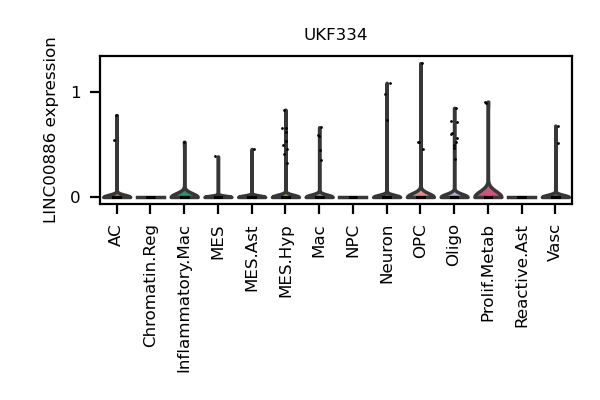 UKF334
LINC00886 expression
1
0
AC
Chromatin.Reg
Inflammatory.Mac
MES
MES.Ast
MES.Hyp
Mac
NPC
Neuron
OPC
Oligo
Prolif.Metab
Reactive.Ast
Vasc